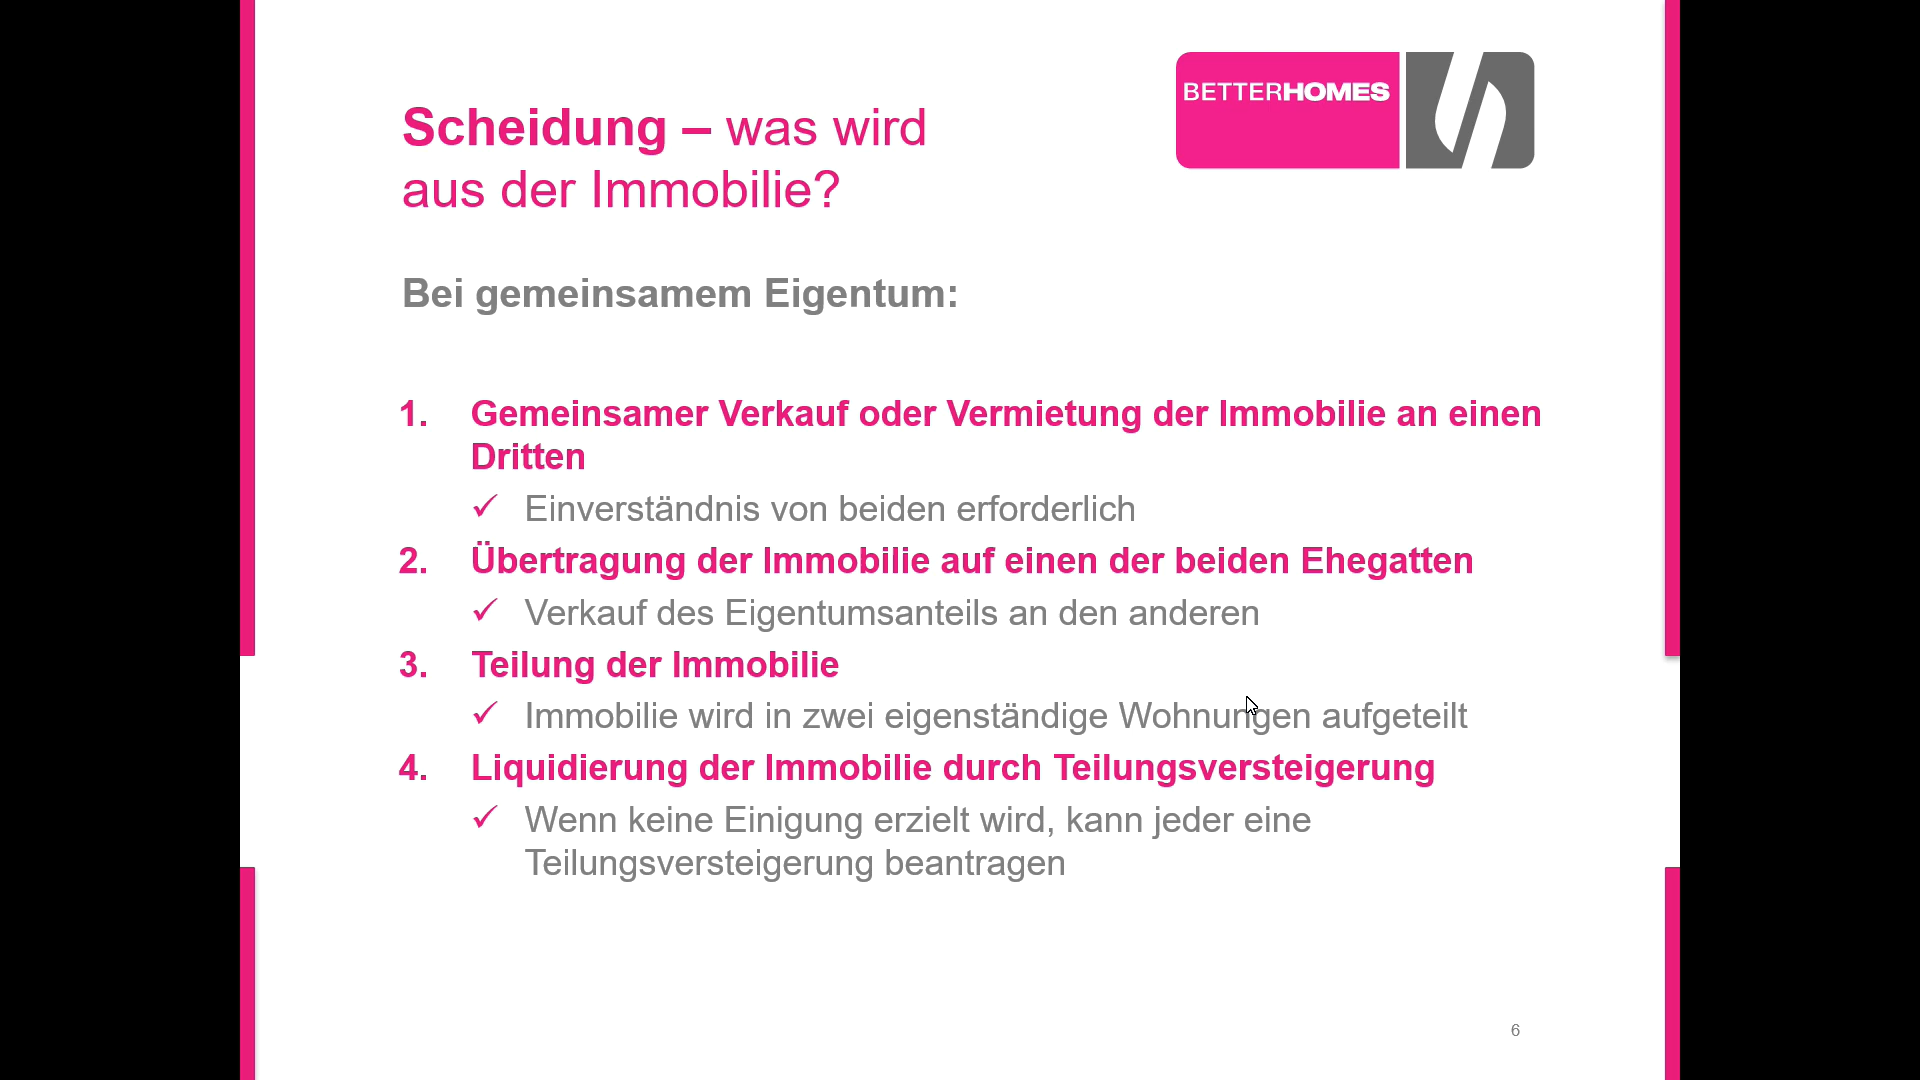 BETTERHOMES
Scheidung – was wird
aus der Immobilie?
Bei gemeinsamem Eigentum:
1. Gemeinsamer Verkauf oder Vermietung der Immobilie an einen
Dritten
✓ Einverständnis von beiden erforderlich
2. Übertragung der Immobilie auf einen der beiden Ehegatten
✓ Verkauf des Eigentumsanteils an den anderen
3. Teilung der Immobilie
✓ Immobilie wird in zwei eigenständige Wohnungen aufgeteilt
4. Liquidierung der Immobilie durch Teilungsversteigerung
✓ Wenn keine Einigung erzielt wird, kann jeder eine
Teilungsversteigerung beantragen
6